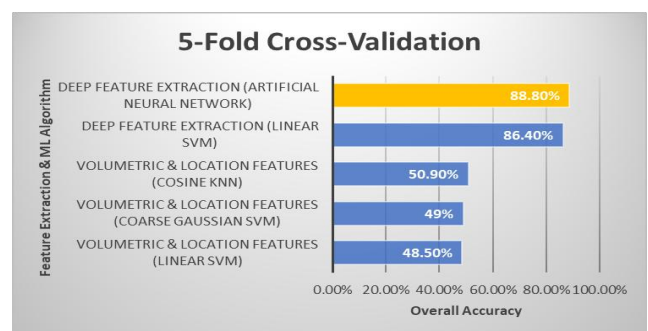 5-Fold Cross-Validation
Feature Extraction & ML Algorithm
DEEP FEATURE EXTRACTION (ARTIFICIAL
NEURAL NETWORK)
88.80%
DEEP FEATURE EXTRACTION (LINEAR
SVM)
86.40%
VOLUMETRIC & LOCATION FEATURES
(COSINE KNN)
50.90%
VOLUMETRIC & LOCATION FEATURES
(COARSE GAUSSIAN SVM)
49%
VOLUMETRIC & LOCATION FEATURES
(LINEAR SVM)
48.50%
0.00% 20.00% 40.00% 60.00% 80.00% 100.00%
Overall Accuracy